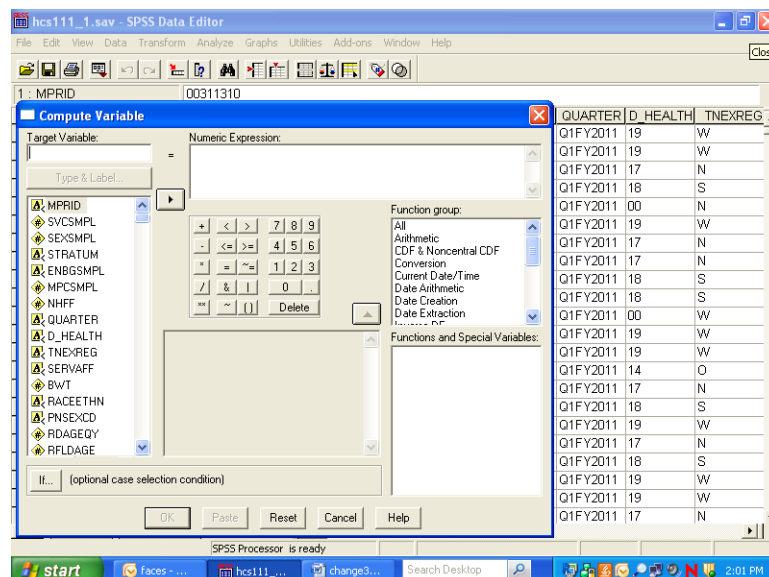 hcs111_1.sav - SPSS Data Editor
File Edit View Data Transform Analyze Graphs Utilities Add-ons Window Help
Clos
1 : MPRID 00311310
Compute Variable
QUARTER D_HEALTH TNEXREG
Target Variable:
Numeric Expression:
=
Type & Label...
MPRID
SVCSMPL
SEXSMPL
STRATUM
ENBGSMPL
MPCSMPL
NHFF
QUARTER
D_HEALTH
TNEXREG
SERVAFF
BWT
RACEETHN
PNSEXCD
RDAGEQY
RFLDAGE
+ < > 7 8 9
- <= >= 4 5 6
* = ~= 1 2 3
/ & | 0 .
** ~ () Delete
Function group:
All
Arithmetic
CDF & Noncentral CDF
Conversion
Current Date/Time
Date Arithmetic
Date Creation
Date Extraction
Inverse DF
Functions and Special Variables:
If... (optional case selection condition)
OK Paste Reset Cancel Help
Q1FY2011 19 W
Q1FY2011 19 W
Q1FY2011 17 N
Q1FY2011 18 S
Q1FY2011 00 N
Q1FY2011 19 W
Q1FY2011 17 N
Q1FY2011 17 N
Q1FY2011 18 S
Q1FY2011 18 S
Q1FY2011 00 W
Q1FY2011 19 W
Q1FY2011 19 W
Q1FY2011 14 O
Q1FY2011 17 N
Q1FY2011 18 S
Q1FY2011 19 W
Q1FY2011 17 N
Q1FY2011 18 S
Q1FY2011 19 W
Q1FY2011 19 W
Q1FY2011 17 N
SPSS Processor is ready
start faces - ... hcs111_... change3... Search Desktop 2:01 PM